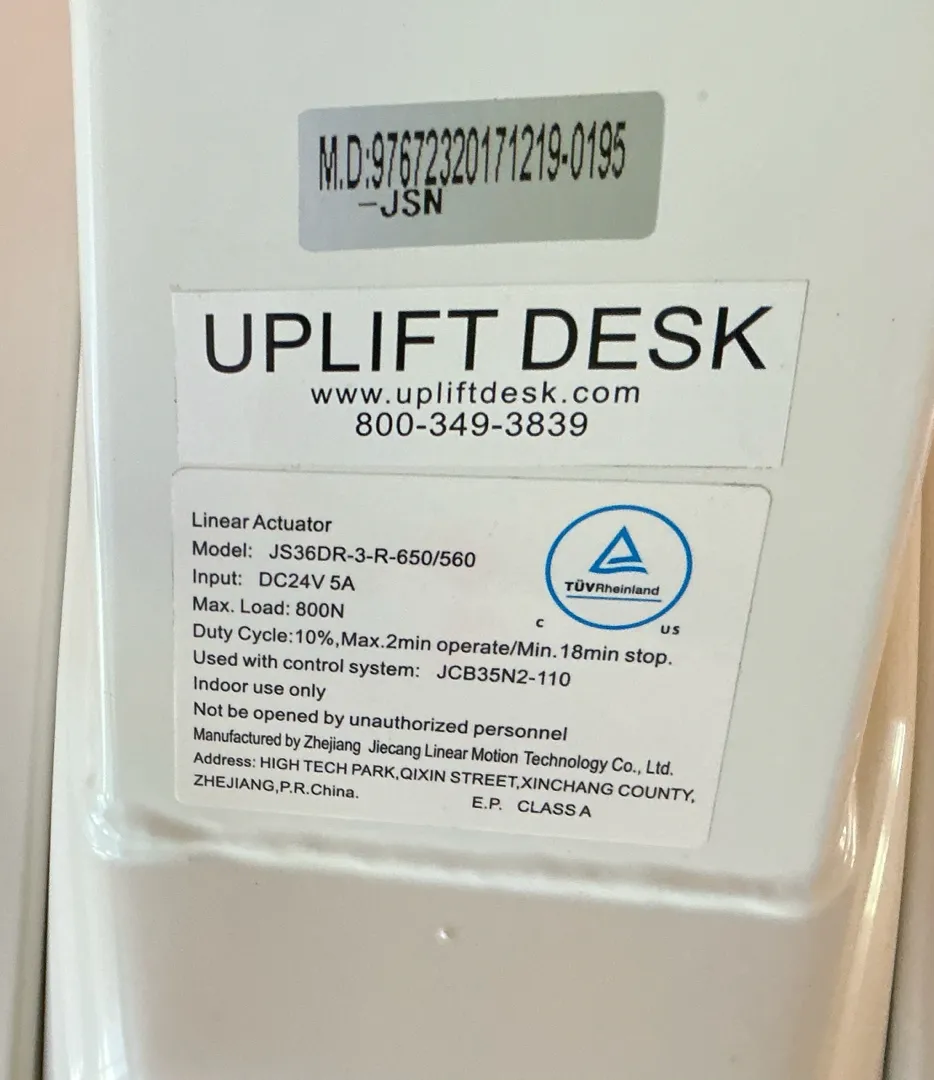 M.D:97672320171219-0195
-JSN
UPLIFT DESK
www.upliftdesk.com
800-349-3839
Linear Actuator
Model: JS36DR-3-R-650/560
Input: DC24V 5A
Max. Load: 800N
Duty Cycle:10%,Max.2min operate/Min.18min stop.
Used with control system: JCB35N2-110
Indoor use only
Not be opened by unauthorized personnel
Manufactured by Zhejiang Jiecang Linear Motion Technology Co., Ltd.
Address: HIGH TECH PARK,QIXIN STREET,XINCHANG COUNTY,
ZHEJIANG,P.R.China.
E.P. CLASS A
TÜVRheinland
C US